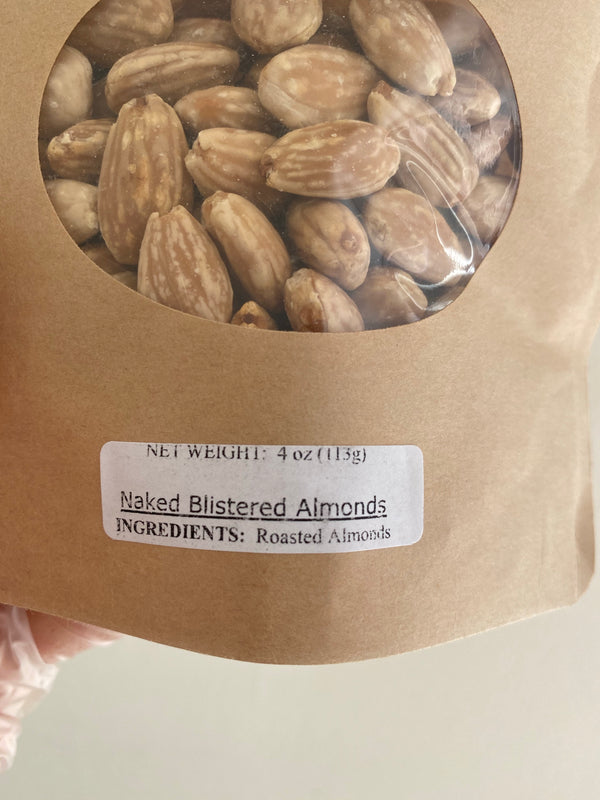 NET WEIGHT: 4 oz (113g)
Naked Blistered Almonds
INGREDIENTS: Roasted Almonds